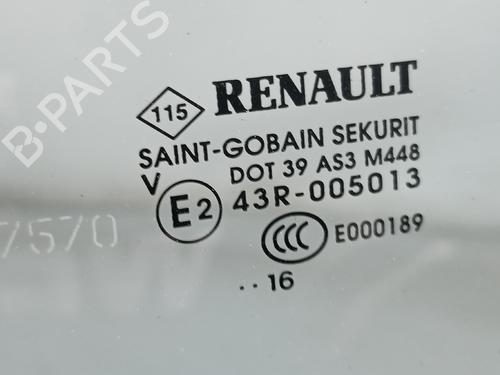 B-PARTS
115 RENAULT
SAINT-GOBAIN SEKURIT
V DOT 39 AS3 M448
E2 43R-005013
CCC E000189
7570
..16